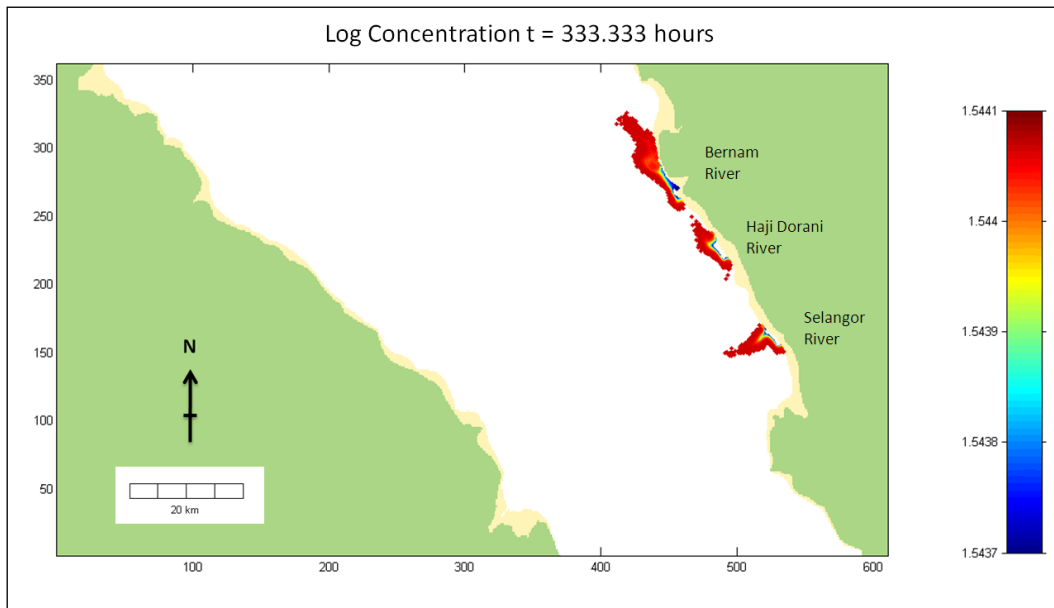 Log Concentration t = 333.333 hours
350
300
250
200
150
100
50
100
200
300
400
500
600
Bernam
River
Haji Dorani
River
Selangor
River
N
20 km
1.5441
1.544
1.5439
1.5438
1.5437